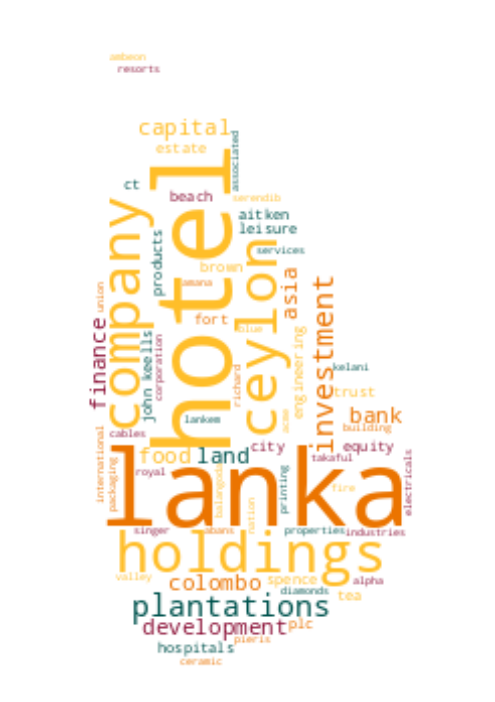 ambeon
resorts
capital
estate
associated
hotel
ct
beach
serendib
company
aitken
leisure
products
ceylon
services
brown
asia
amana
investment
union
fort
blue
finance
john keells
corporation
engineering
richard
kelani
trust
acme
lankem
bank
building
cables
city
equity
food
land
takaful
international
packaging
royal
lanka
balangoda
printing
fire
electricals
nation
singer
abans
properties
industries
holdings
valley
colombo
spence
alpha
diamonds
tea
plantations
development
plc
pieris
hospitals
ceramic